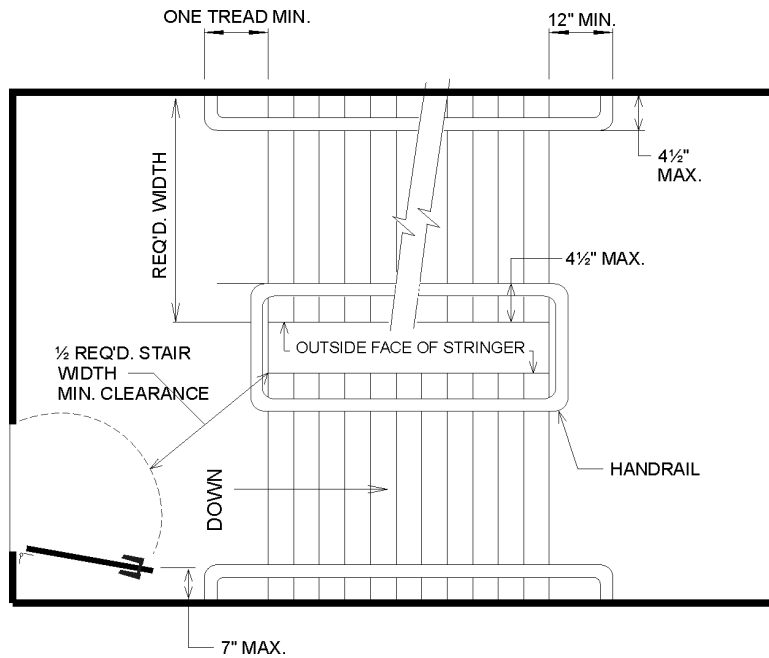 ONE TREAD MIN.
12" MIN.
4½"
MAX.
REQ'D. WIDTH
4½" MAX.
OUTSIDE FACE OF STRINGER
½ REQ'D. STAIR
WIDTH
MIN. CLEARANCE
HANDRAIL
DOWN
7" MAX.